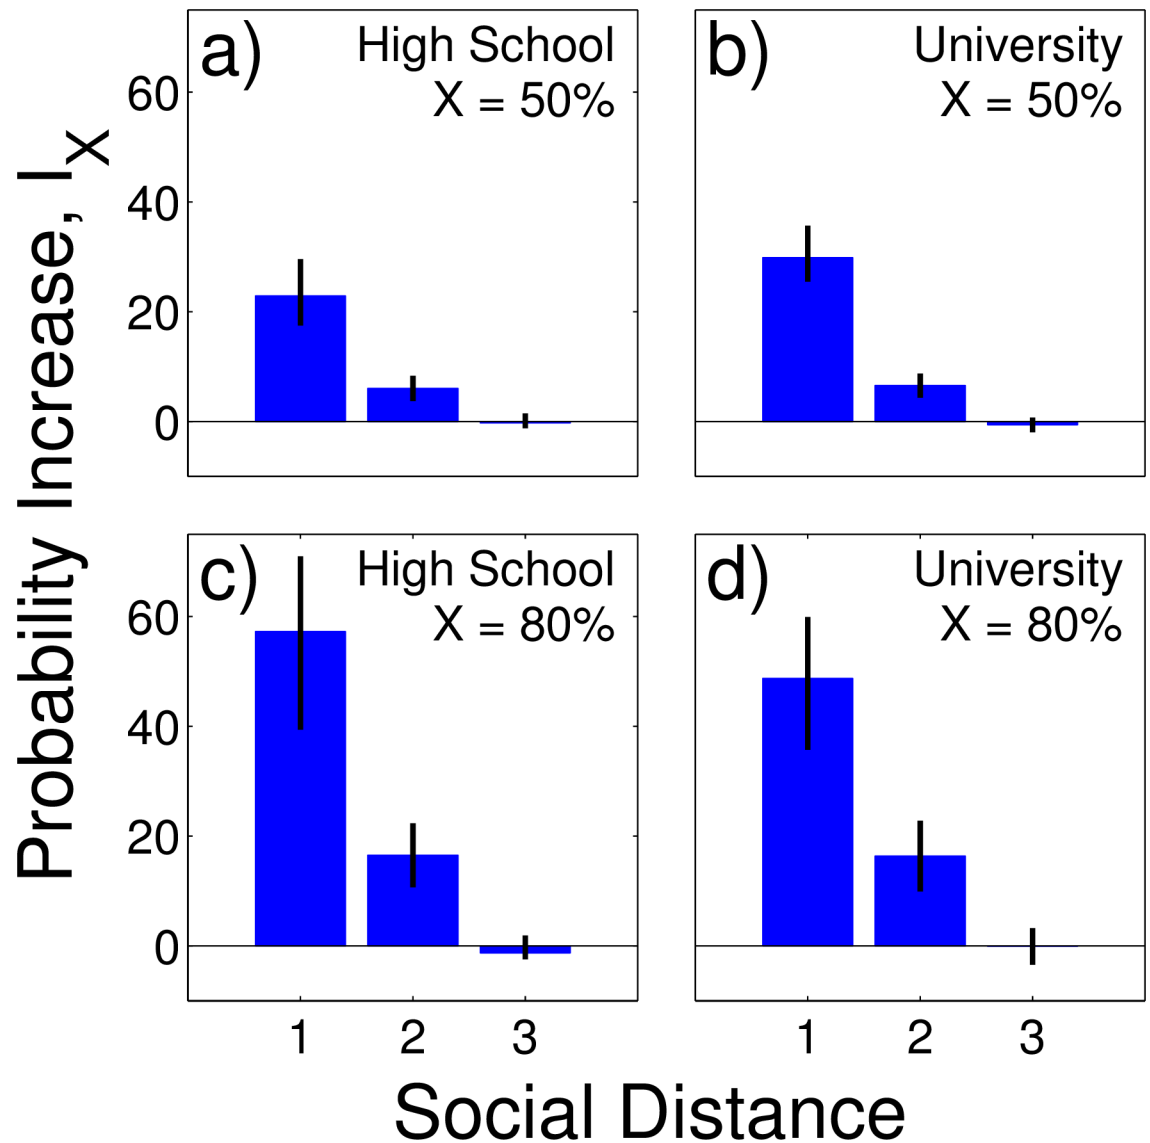 Probability Increase, I_X
a)
High School
X = 50%
60
40
20
0
b)
University
X = 50%
c)
High School
X = 80%
60
40
20
0
d)
University
X = 80%
1 2 3
1 2 3
Social Distance